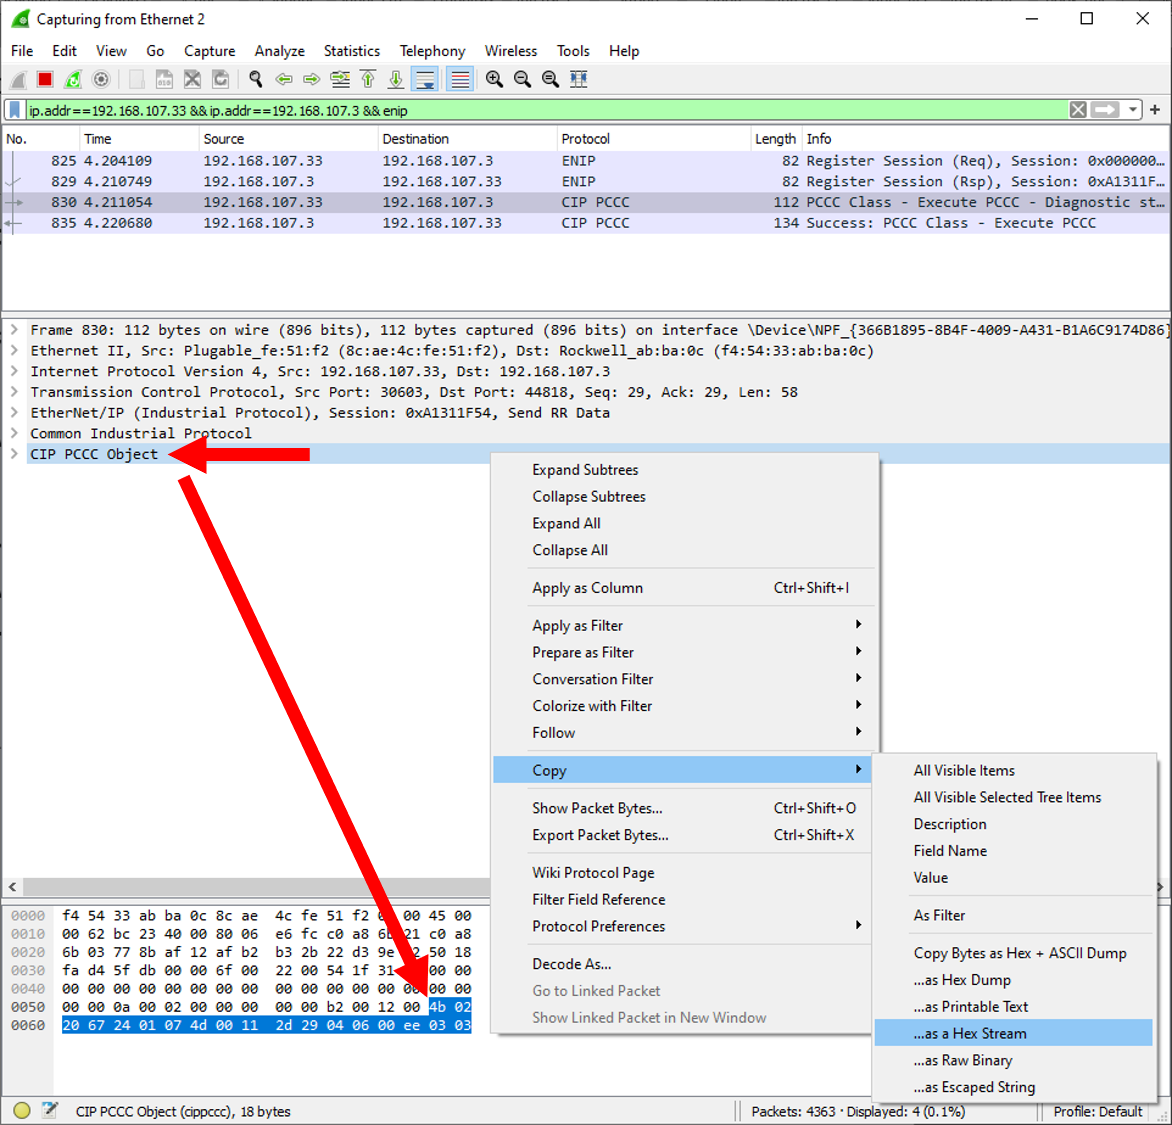 Capturing from Ethernet 2
File Edit View Go Capture Analyze Statistics Telephony Wireless Tools Help
ip.addr==192.168.107.33 && ip.addr==192.168.107.3 && enip
No. Time Source Destination Protocol Length Info
825 4.204109 192.168.107.33 192.168.107.3 ENIP 82 Register Session (Req), Session: 0x000000…
829 4.210749 192.168.107.3 192.168.107.33 ENIP 82 Register Session (Rsp), Session: 0xA1311F…
830 4.211054 192.168.107.33 192.168.107.3 CIP PCCC 112 PCCC Class - Execute PCCC - Diagnostic st…
835 4.220680 192.168.107.3 192.168.107.33 CIP PCCC 134 Success: PCCC Class - Execute PCCC
Frame 830: 112 bytes on wire (896 bits), 112 bytes captured (896 bits) on interface \Device\NPF_{366B1895-8B4F-4009-A431-B1A6C9174D86}
Ethernet II, Src: Plugable_fe:51:f2 (8c:ae:4c:fe:51:f2), Dst: Rockwell_ab:ba:0c (f4:54:33:ab:ba:0c)
Internet Protocol Version 4, Src: 192.168.107.33, Dst: 192.168.107.3
Transmission Control Protocol, Src Port: 30603, Dst Port: 44818, Seq: 29, Ack: 29, Len: 58
EtherNet/IP (Industrial Protocol), Session: 0xA1311F54, Send RR Data
Common Industrial Protocol
CIP PCCC Object
Expand Subtrees
Collapse Subtrees
Expand All
Collapse All
Apply as Column Ctrl+Shift+I
Apply as Filter
Prepare as Filter
Conversation Filter
Colorize with Filter
Follow
Copy
Show Packet Bytes... Ctrl+Shift+O
Export Packet Bytes... Ctrl+Shift+X
Wiki Protocol Page
Filter Field Reference
Protocol Preferences
Decode As...
Go to Linked Packet
Show Linked Packet in New Window
All Visible Items
All Visible Selected Tree Items
Description
Field Name
Value
As Filter
Copy Bytes as Hex + ASCII Dump
...as Hex Dump
...as Printable Text
...as a Hex Stream
...as Raw Binary
...as Escaped String
0000 f4 54 33 ab ba 0c 8c ae 4c fe 51 f2 00 45 00
0010 00 62 bc 23 40 00 80 06 e6 fc c0 a8 21 c0 a8
0020 6b 03 77 8b af 12 af b2 b3 2b 22 d3 50 18
0030 fa d4 5f db 00 00 6f 00 22 00 54 1f 31 00 00
0040 00 00 00 00 00 00 00 00 00 00 00 00 00 00
0050 00 00 0a 00 02 00 00 00 00 00 b2 00 12 00 4b 02
0060 20 67 24 01 07 4d 00 11 2d 29 04 06 00 ee 03 03
CIP PCCC Object (cippccc), 18 bytes
Packets: 4363 · Displayed: 4 (0.1%)
Profile: Default